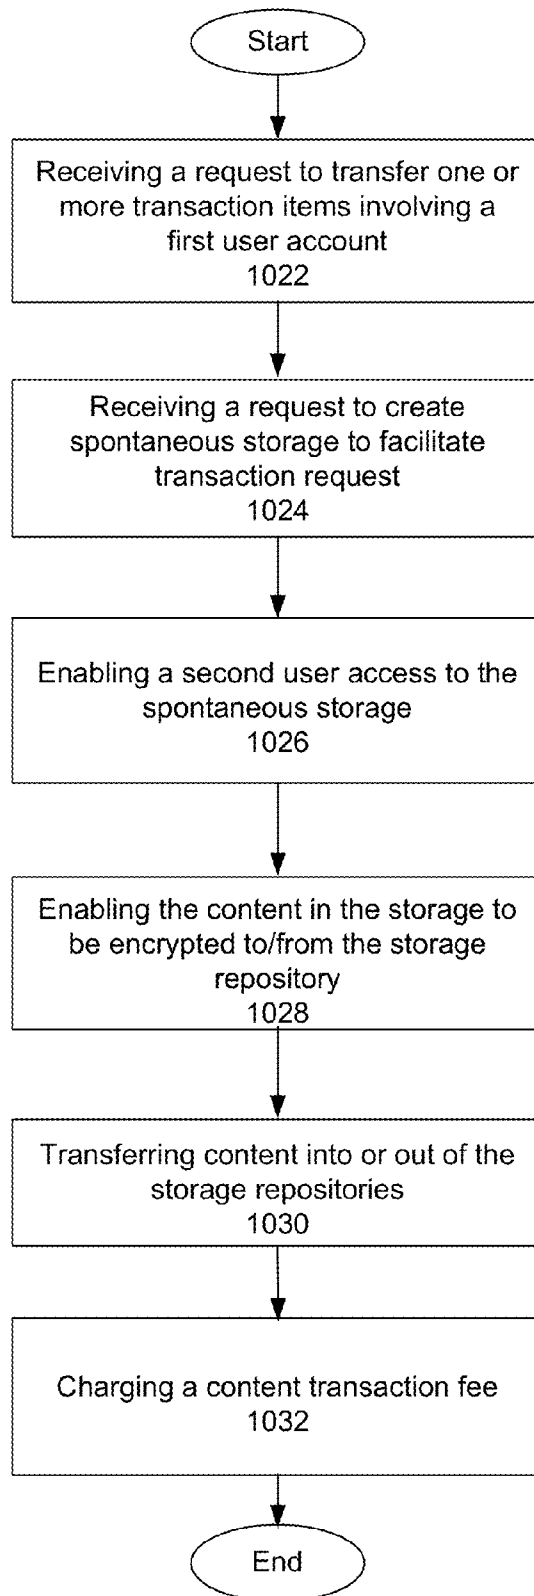 Start
Receiving a request to transfer one or
more transaction items involving a
first user account
1022
Receiving a request to create
spontaneous storage to facilitate
transaction request
1024
Enabling a second user access to the
spontaneous storage
1026
Enabling the content in the storage to
be encrypted to/from the storage
repository
1028
Transferring content into or out of the
storage repositories
1030
Charging a content transaction fee
1032
End